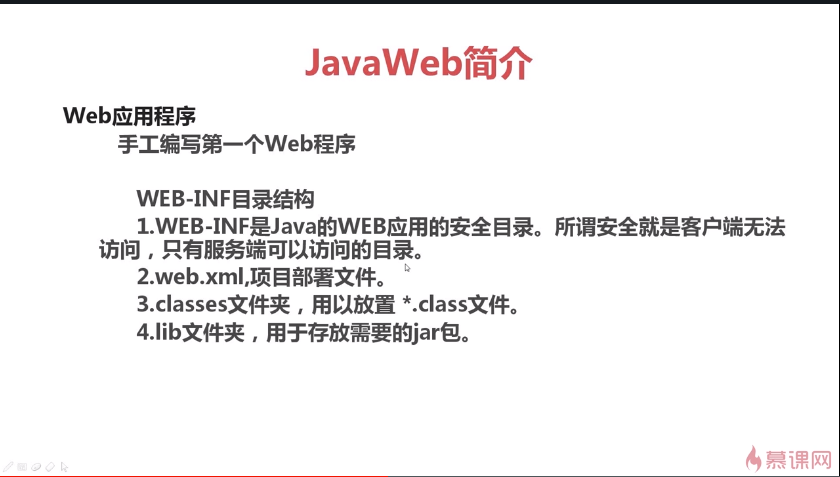 JavaWeb简介
Web应用程序
手工编写第一个Web程序
WEB-INF目录结构
1.WEB-INF是Java的WEB应用的安全目录。所谓安全就是客户端无法
访问，只有服务端可以访问的目录。
2.web.xml,项目部署文件。
3.classes文件夹，用以放置 *.class文件。
4.lib文件夹，用于存放需要的jar包。
慕课网